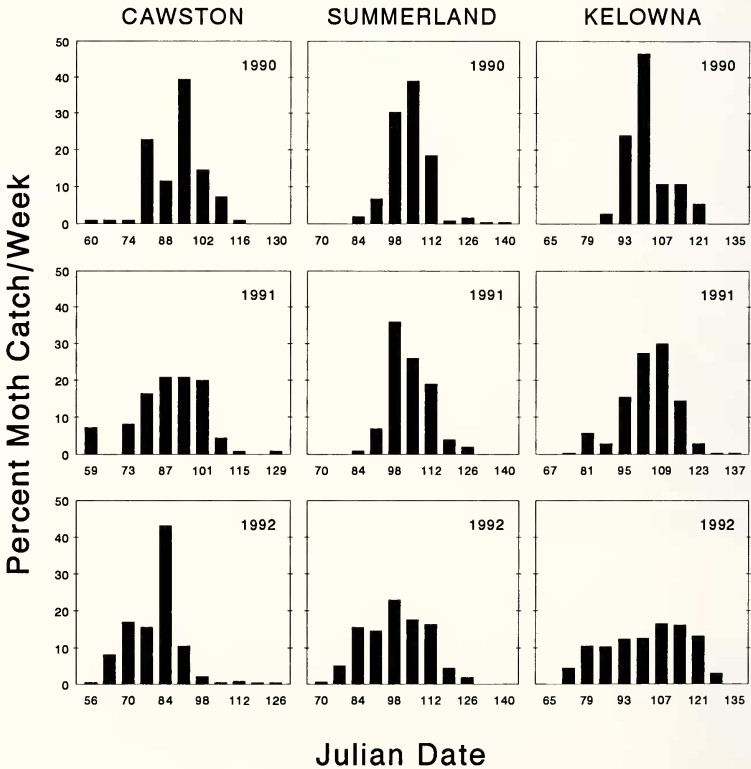 CAWSTON SUMMERLAND KELOWNA
Percent Moth Catch/Week
50 1990 1990 1990
40
30
20
10
0
60 74 88 102 116 130 70 84 98 112 126 140 65 79 93 107 121 135
50 1991 1991 1991
40
30
20
10
0
59 73 87 101 115 129 70 84 98 112 126 140 67 81 95 109 123 137
50 1992 1992 1992
40
30
20
10
0
56 70 84 98 112 126 70 84 98 112 126 140 65 79 93 107 121 135
Julian Date